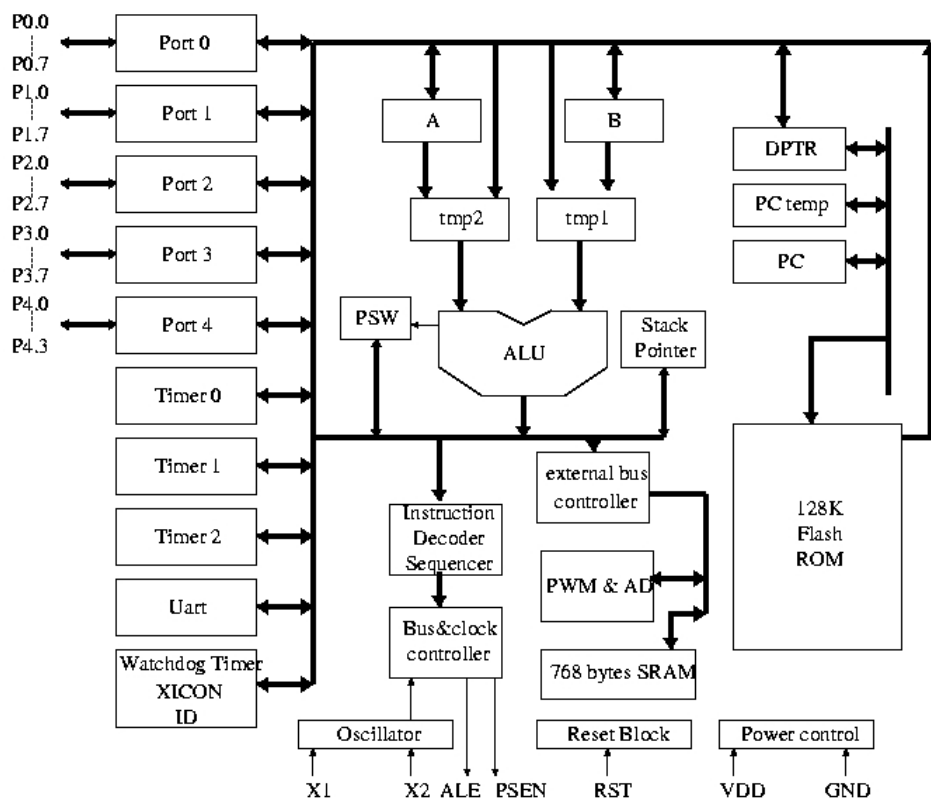 P0.0
P0.7
Port 0
P1.0
P1.7
Port 1
P2.0
P2.7
Port 2
P3.0
P3.7
Port 3
P4.0
P4.3
Port 4
Timer 0
Timer 1
Timer 2
Uart
Watchdog Timer
XICON
ID
A
B
tmp2
tmp1
PSW
ALU
Stack
Pointer
DPTR
PC temp
PC
Instruction
Decoder
Sequencer
Bus&clock
controller
external bus
controller
PWM & AD
768 bytes SRAM
128K
Flash
ROM
Oscillator
Reset Block
Power control
X1
X2
ALE
PSEN
RST
VDD
GND